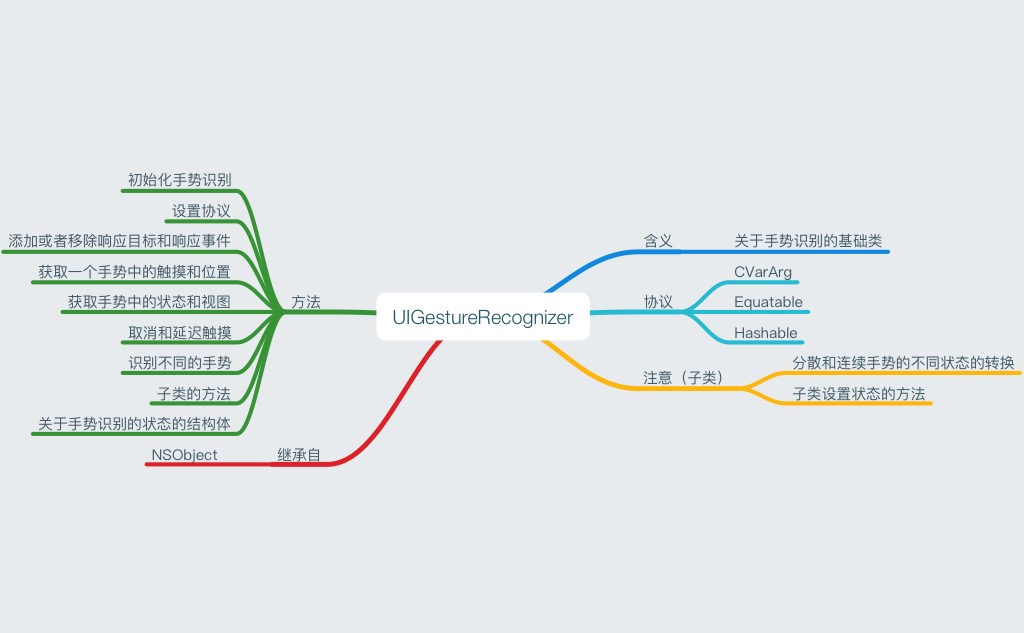 UIGestureRecognizer
含义
关于手势识别的基础类
协议
CVarArg
Equatable
Hashable
注意（子类）
分散和连续手势的不同状态的转换
子类设置状态的方法
方法
初始化手势识别
设置协议
添加或者移除响应目标和响应事件
获取一个手势中的触摸和位置
获取手势中的状态和视图
取消和延迟触摸
识别不同的手势
子类的方法
关于手势识别的状态的结构体
继承自
NSObject